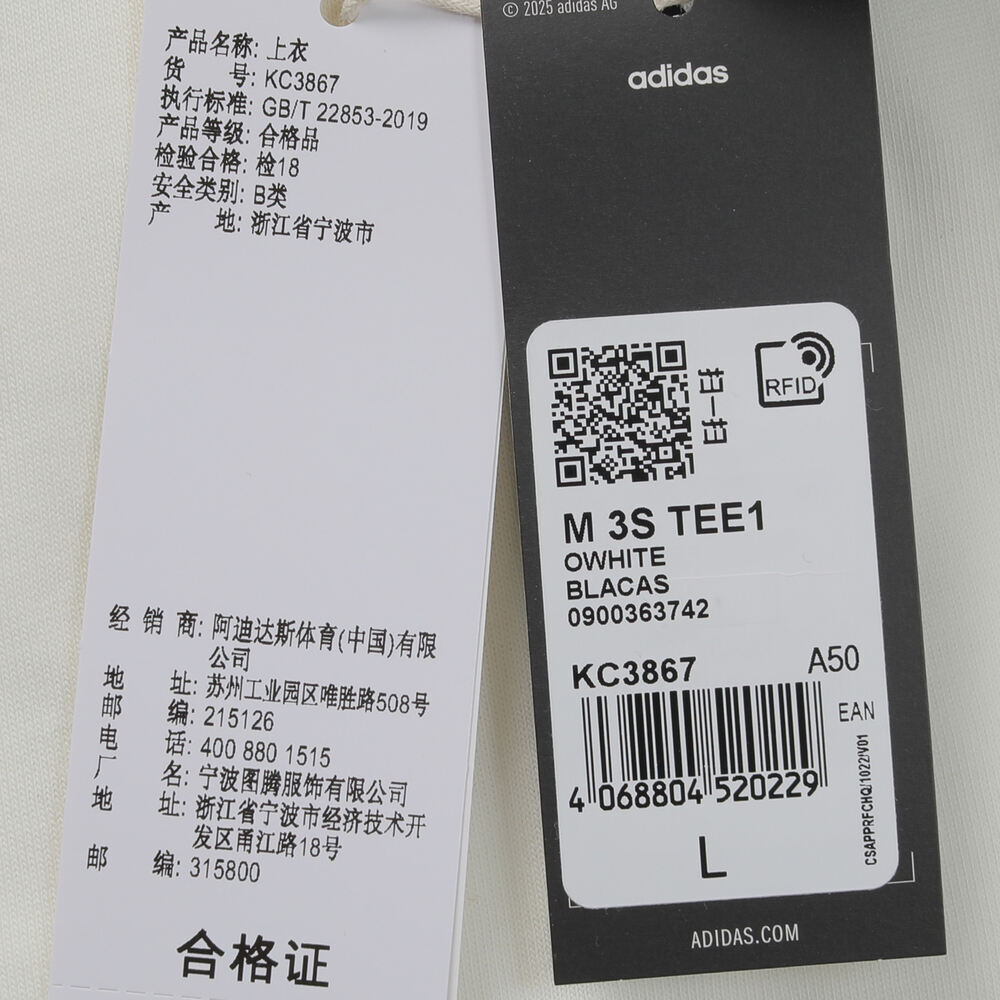 产品名称: 上衣
货 号: KC3867
执行标准: GB/T 22853-2019
产品等级: 合格品
检验合格: 检18
安全类别: B类
产 地: 浙江省宁波市
经 销 商: 阿迪达斯体育(中国)有限
公司
地 址: 苏州工业园区唯胜路508号
邮 编: 215126
电 话: 400 880 1515
厂 名: 宁波图腾服饰有限公司
地 址: 浙江省宁波市经济技术开
发区甬江路18号
邮 编: 315800
合格证
© 2025 adidas AG
adidas
扫一扫
RFID
M 3S TEE1
OWHITE
BLACAS
0900363742
KC3867
A50
EAN
4 068804 520229
CSAPPRFCHQ/1022/V01
L
ADIDAS.COM